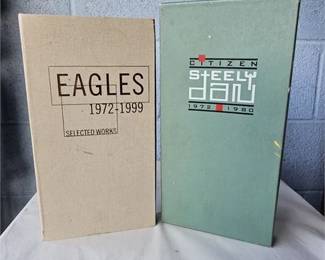 EAGLES
1972-1999
SELECTED WORKS
CITIZEN
STEELY
dan
1972 1980